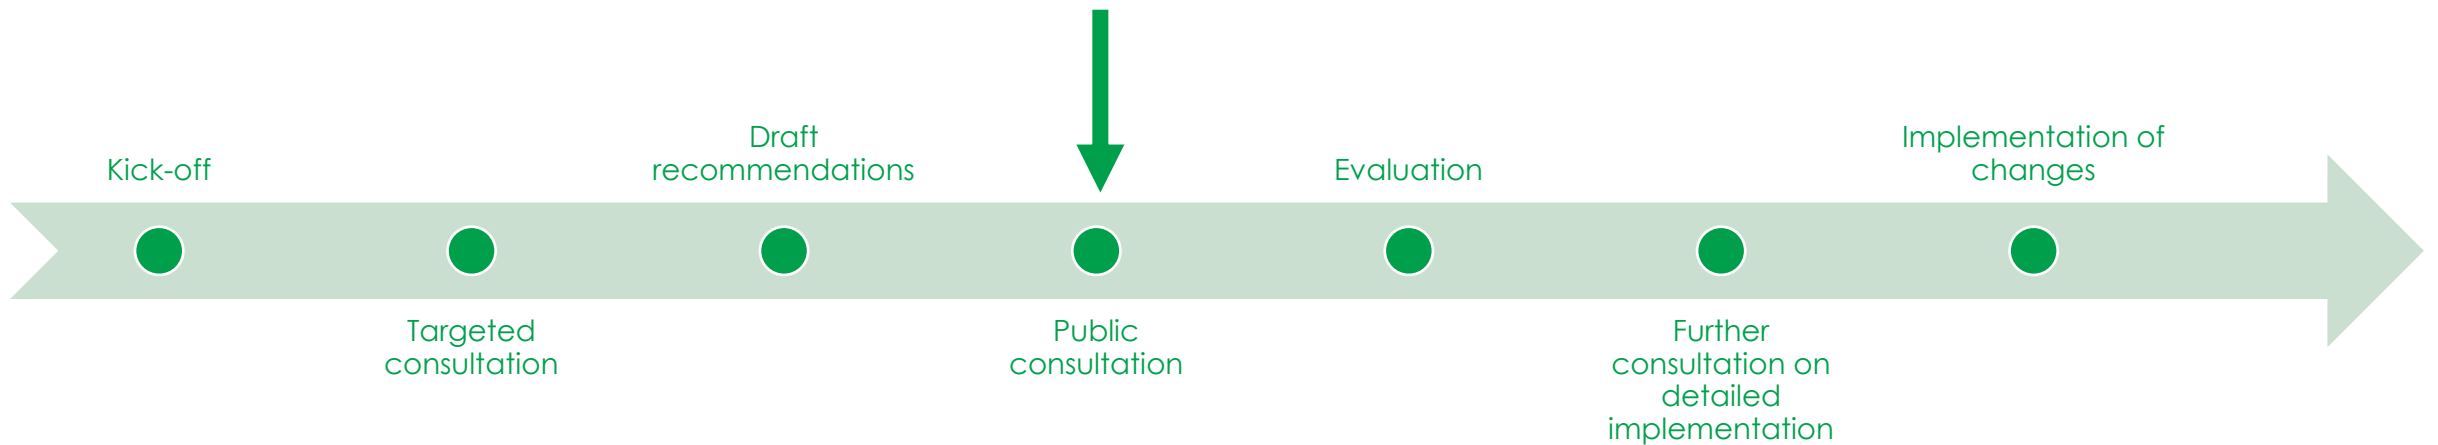 Kick-off
Targeted
consultation
Draft
recommendations
Public
consultation
Evaluation
Further
consultation on
detailed
implementation
Implementation of
changes